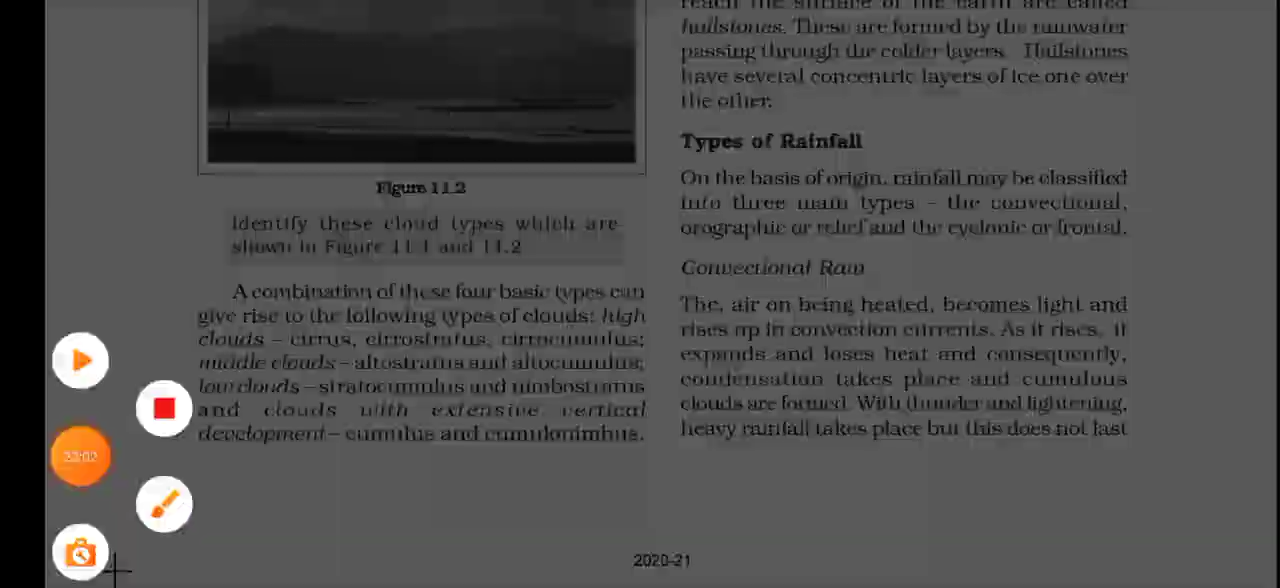 Figure 11.2
Identify these cloud types which are
shown in Figure 11.1 and 11.2
A combination of these four basic types can
give rise to the following types of clouds: high
clouds – cirrus, cirrostratus, cirrocumulus;
middle clouds – altostratus and altocumulus;
low clouds – stratocumulus and nimbostratus
and clouds with extensive vertical
development – cumulus and cumulonimbus.
reach the surface of the earth are called
hailstones. These are formed by the rainwater
passing through the colder layers. Hailstones
have several concentric layers of ice one over
the other.
Types of Rainfall
On the basis of origin, rainfall may be classified
into three main types – the convectional,
orographic or relief and the cyclonic or frontal.
Convectional Rain
The, air on being heated, becomes light and
rises up in convection currents. As it rises, it
expands and loses heat and consequently,
condensation takes place and cumulous
clouds are formed. With thunder and lightening,
heavy rainfall takes place but this does not last
22:02
2020-21